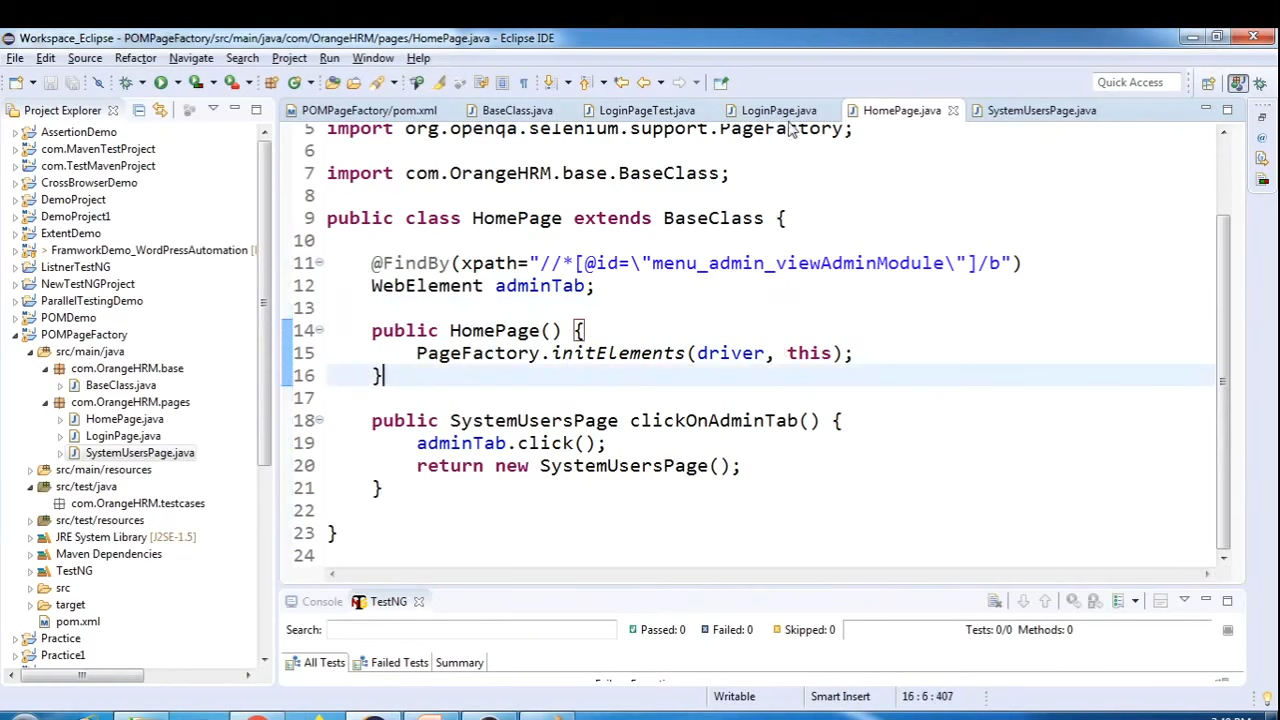 Workspace_Eclipse - POMPageFactory/src/main/java/com/OrangeHRM/pages/HomePage.java - Eclipse IDE
File Edit Source Refactor Navigate Search Project Run Window Help
Quick Access
Project Explorer
POMPageFactory/pom.xml BaseClass.java LoginPageTest.java LoginPage.java HomePage.java SystemUsersPage.java
AssertionDemo
com.MavenTestProject
com.TestMavenProject
CrossBrowserDemo
DemoProject
DemoProject1
ExtentDemo
> FramworkDemo_WordPressAutomation
ListnerTestNG
NewTestNGProject
ParallelTestingDemo
POMDemo
POMPageFactory
src/main/java
com.OrangeHRM.base
BaseClass.java
com.OrangeHRM.pages
HomePage.java
LoginPage.java
SystemUsersPage.java
src/main/resources
src/test/java
com.OrangeHRM.testcases
src/test/resources
JRE System Library [J2SE-1.5]
Maven Dependencies
TestNG
src
target
pom.xml
Practice
Practice1
5 import org.openqa.selenium.support.PageFactory;
6
7 import com.OrangeHRM.base.BaseClass;
8
9 public class HomePage extends BaseClass {
10
11 @FindBy(xpath="//*[@id=\"menu_admin_viewAdminModule\"]/b")
12 WebElement adminTab;
13
14 public HomePage() {
15 PageFactory.initElements(driver, this);
16 }
17
18 public SystemUsersPage clickOnAdminTab() {
19 adminTab.click();
20 return new SystemUsersPage();
21 }
22
23 }
24
Console TestNG
Search: Passed: 0 Failed: 0 Skipped: 0 Tests: 0/0 Methods: 0
All Tests Failed Tests Summary
Writable Smart Insert 16 : 6 : 407